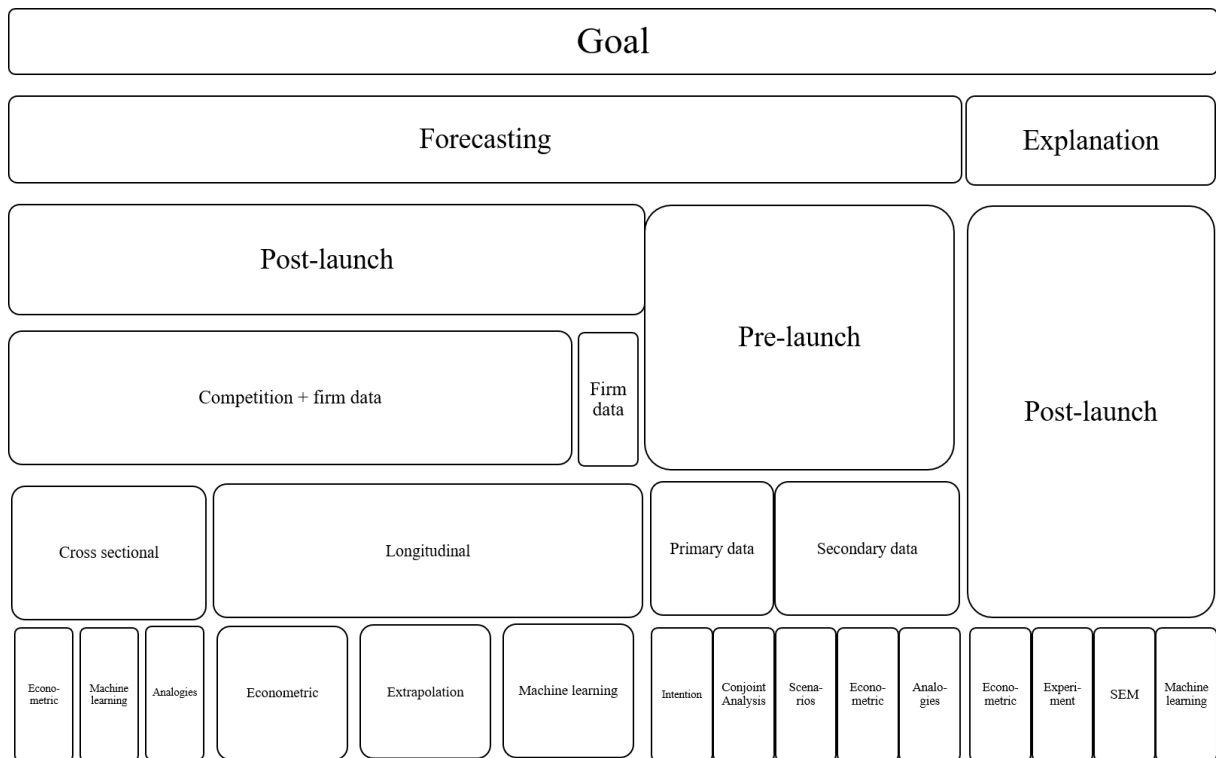 Goal
Forecasting
Explanation
Post-launch
Pre-launch
Post-launch
Competition + firm data
Firm
data
Cross sectional
Longitudinal
Primary data
Secondary data
Econo-
metric
Machine
learning
Analogies
Econometric
Extrapolation
Machine learning
Intention
Conjoint
Analysis
Scena-
rios
Econo-
metric
Analo-
gies
Econo-
metric
Experi-
ment
SEM
Machine
learning